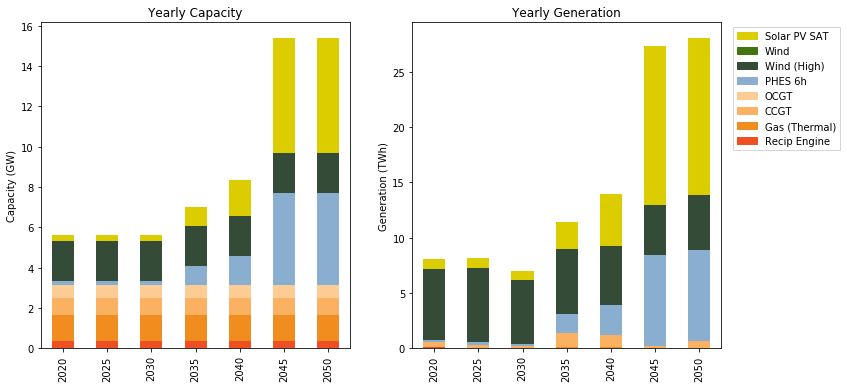 Yearly Capacity
Capacity (GW)
16
14
12
10
8
6
4
2
0
2020
2025
2030
2035
2040
2045
2050
Yearly Generation
Generation (TWh)
25
20
15
10
5
0
2020
2025
2030
2035
2040
2045
2050
Solar PV SAT
Wind
Wind (High)
PHES 6h
OCGT
CCGT
Gas (Thermal)
Recip Engine